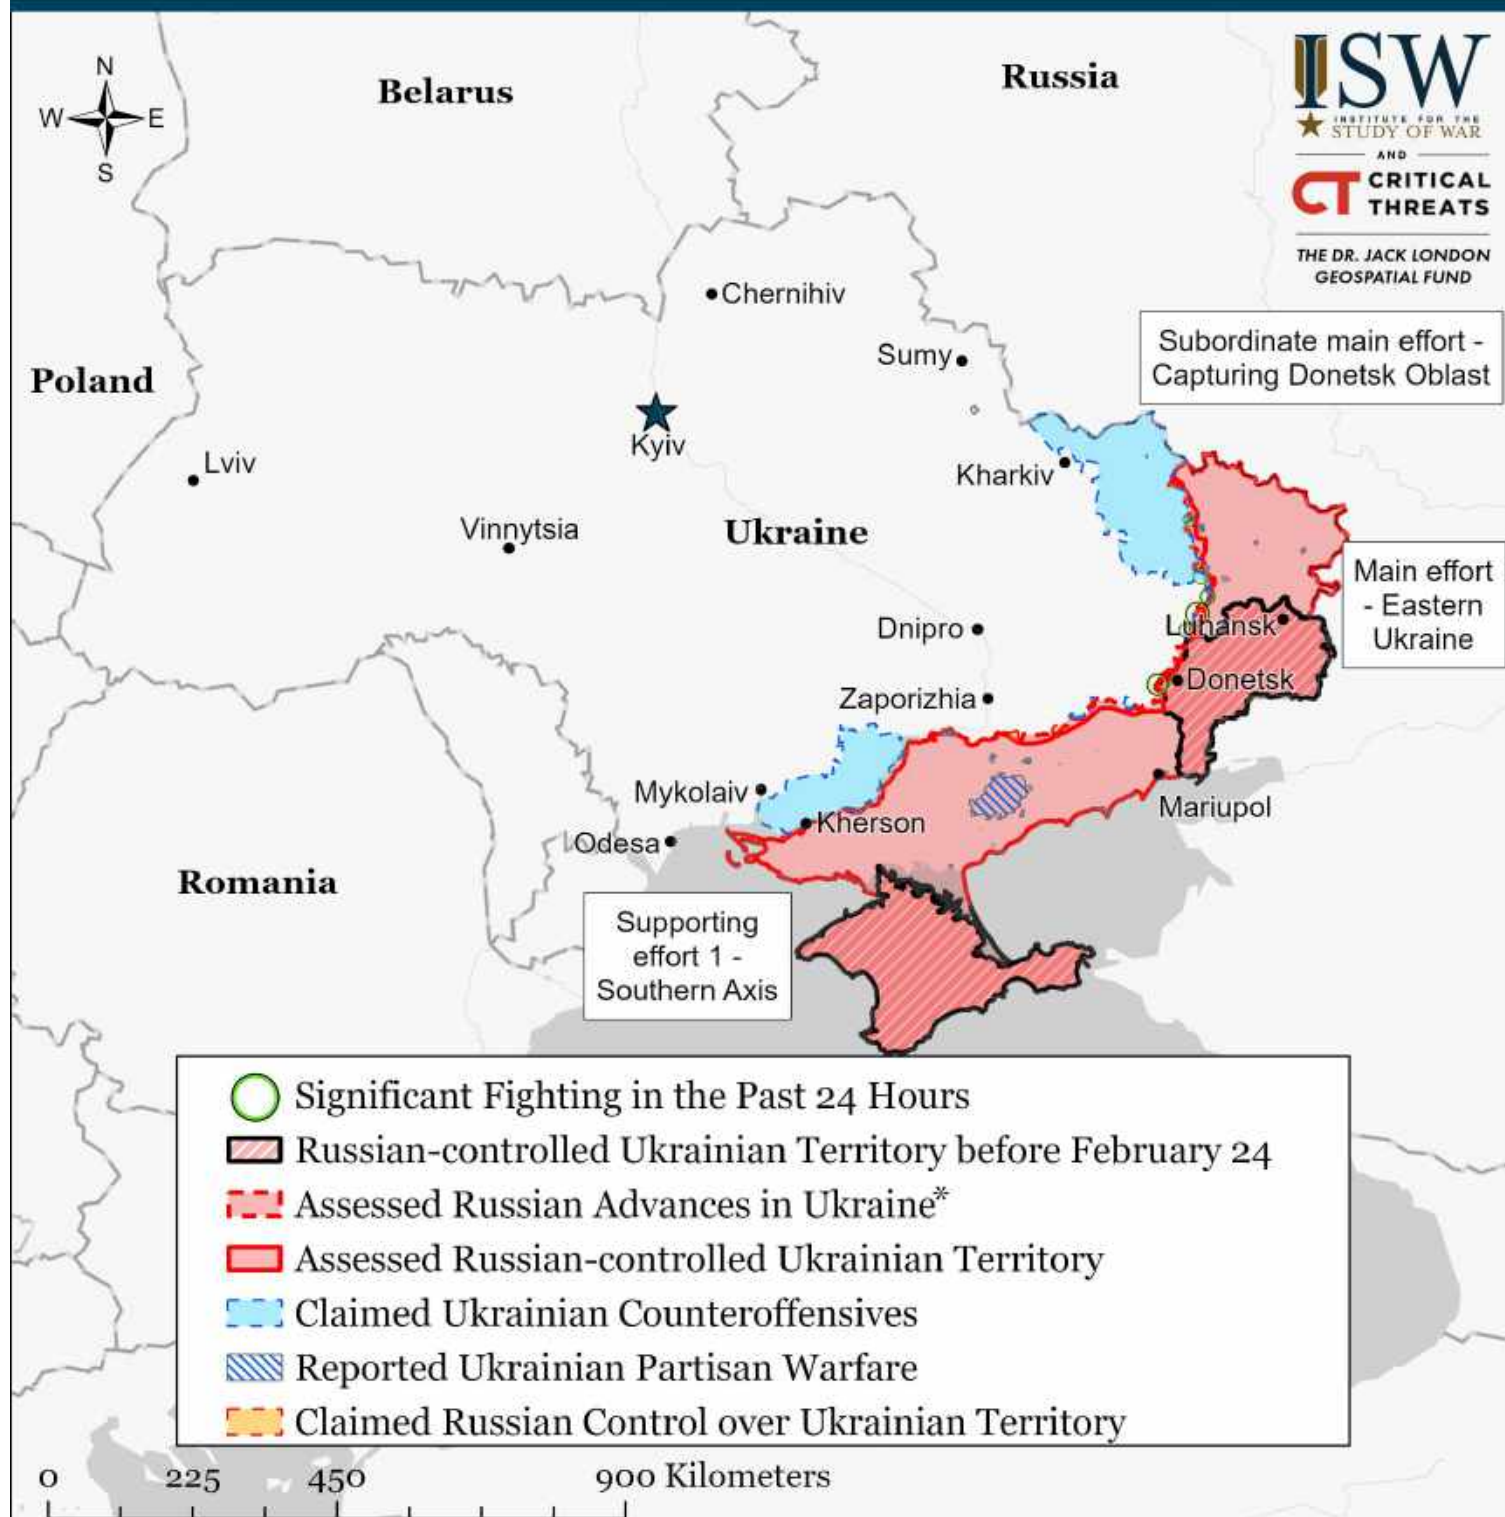 N
W E
S
Belarus
Russia
ISW
INSTITUTE FOR THE
STUDY OF WAR
AND
CT CRITICAL
THREATS
THE DR. JACK LONDON
GEOSPATIAL FUND
Chernihiv
Subordinate main effort -
Capturing Donetsk Oblast
Sumy
Poland
Kyiv
Lviv
Kharkiv
Vinnytsia
Ukraine
Main effort
- Eastern
Ukraine
Dnipro
Luhansk
Donetsk
Zaporizhia
Mykolaiv
Mariupol
Kherson
Odesa
Romania
Supporting
effort 1 -
Southern Axis
Significant Fighting in the Past 24 Hours
Russian-controlled Ukrainian Territory before February 24
Assessed Russian Advances in Ukraine*
Assessed Russian-controlled Ukrainian Territory
Claimed Ukrainian Counteroffensives
Reported Ukrainian Partisan Warfare
Claimed Russian Control over Ukrainian Territory
0 225 450 900 Kilometers